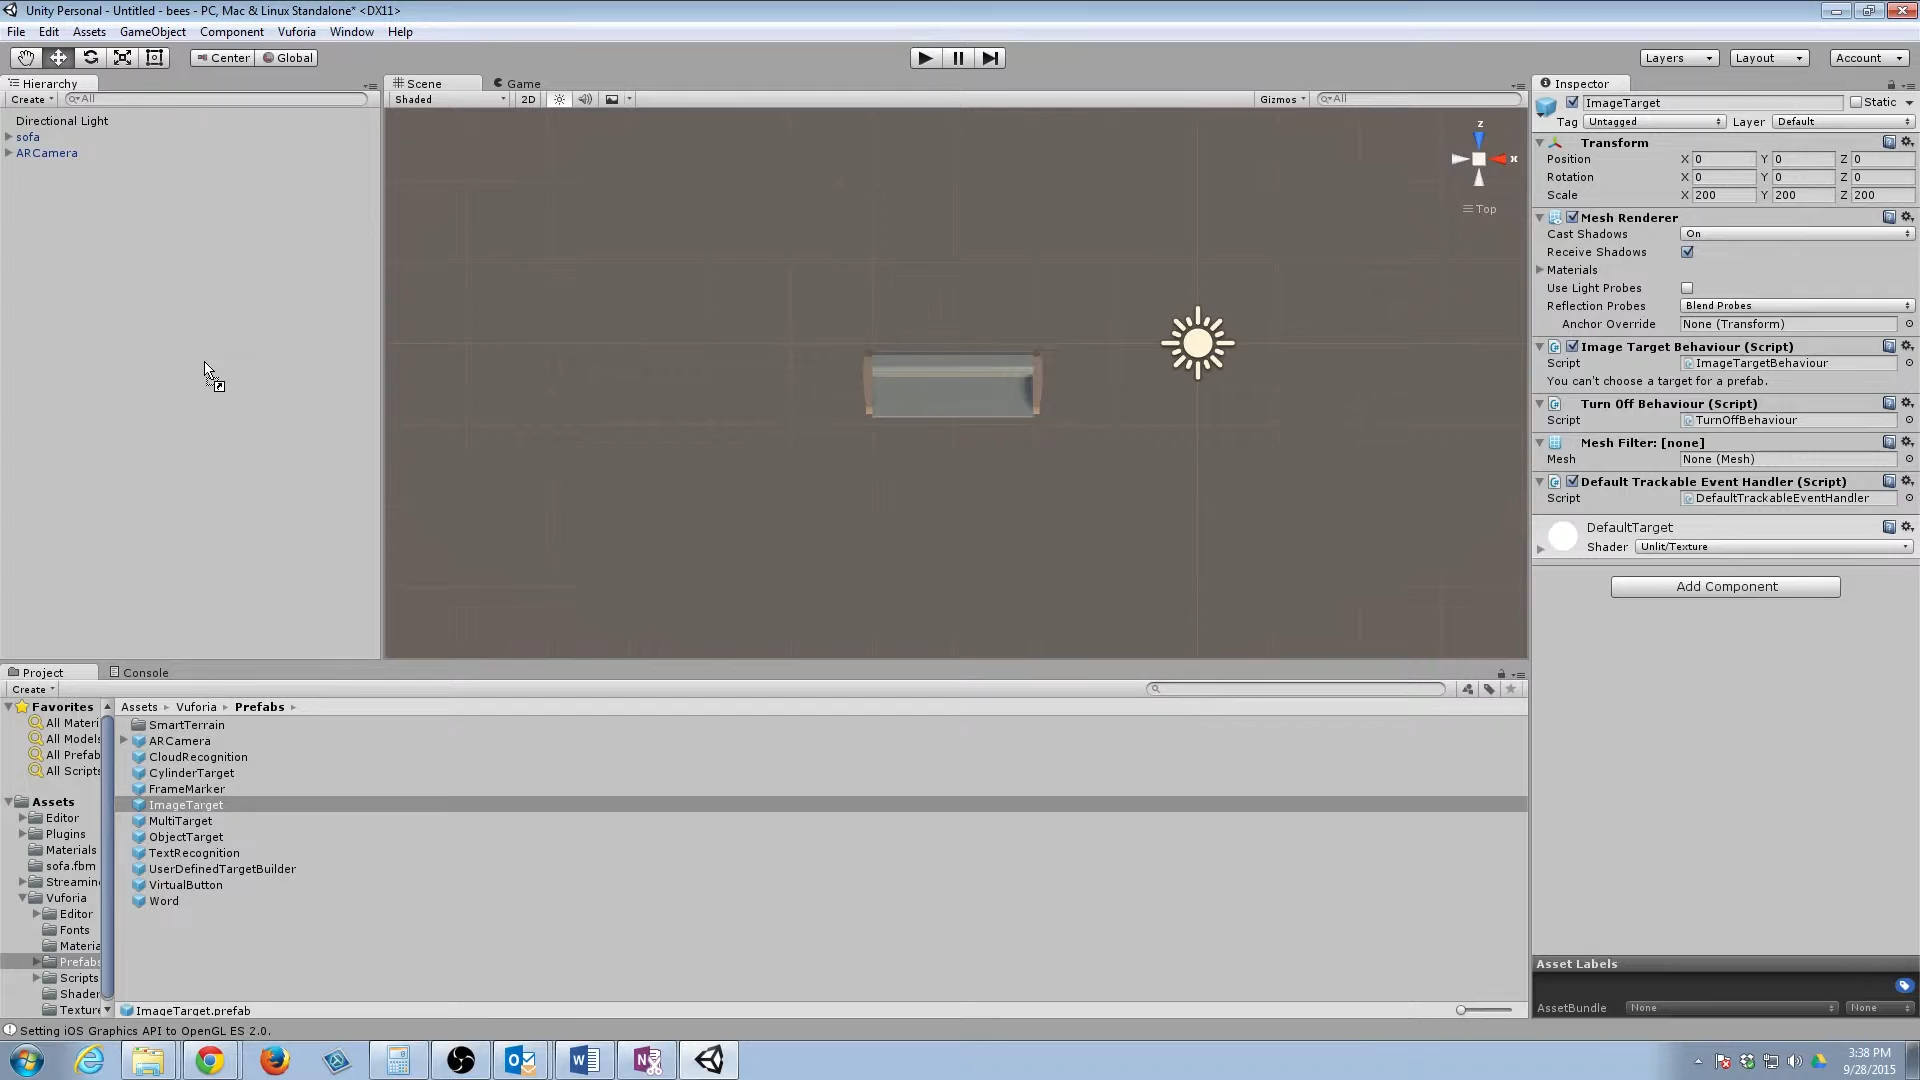 Unity Personal - Untitled - bees - PC, Mac & Linux Standalone* <DX11>
File Edit Assets GameObject Component Vuforia Window Help
Center Global Layers Layout Account
Hierarchy
Create All
Directional Light
sofa
ARCamera
Scene Game
Shaded 2D Gizmos All
z
x
Top
Inspector
ImageTarget Static
Tag Untagged Layer Default
Transform
Position X 0 Y 0 Z 0
Rotation X 0 Y 0 Z 0
Scale X 200 Y 200 Z 200
Mesh Renderer
Cast Shadows On
Receive Shadows
Materials
Use Light Probes
Reflection Probes Blend Probes
Anchor Override None (Transform)
Image Target Behaviour (Script)
Script ImageTargetBehaviour
You can't choose a target for a prefab.
Turn Off Behaviour (Script)
Script TurnOffBehaviour
Mesh Filter: [none]
Mesh None (Mesh)
Default Trackable Event Handler (Script)
Script DefaultTrackableEventHandler
DefaultTarget
Shader Unlit/Texture
Add Component
Asset Labels
AssetBundle None None
Project Console
Create
Favorites
All Materi
All Models
All Prefab
All Scripts
Assets
Editor
Plugins
Materials
sofa.fbm
Streamin
Vuforia
Editor
Fonts
Materia
Prefabs
Scripts
Shader
Texture
Assets Vuforia Prefabs
SmartTerrain
ARCamera
CloudRecognition
CylinderTarget
FrameMarker
ImageTarget
MultiTarget
ObjectTarget
TextRecognition
UserDefinedTargetBuilder
VirtualButton
Word
ImageTarget.prefab
Setting iOS Graphics API to OpenGL ES 2.0.
3:38 PM
9/28/2015